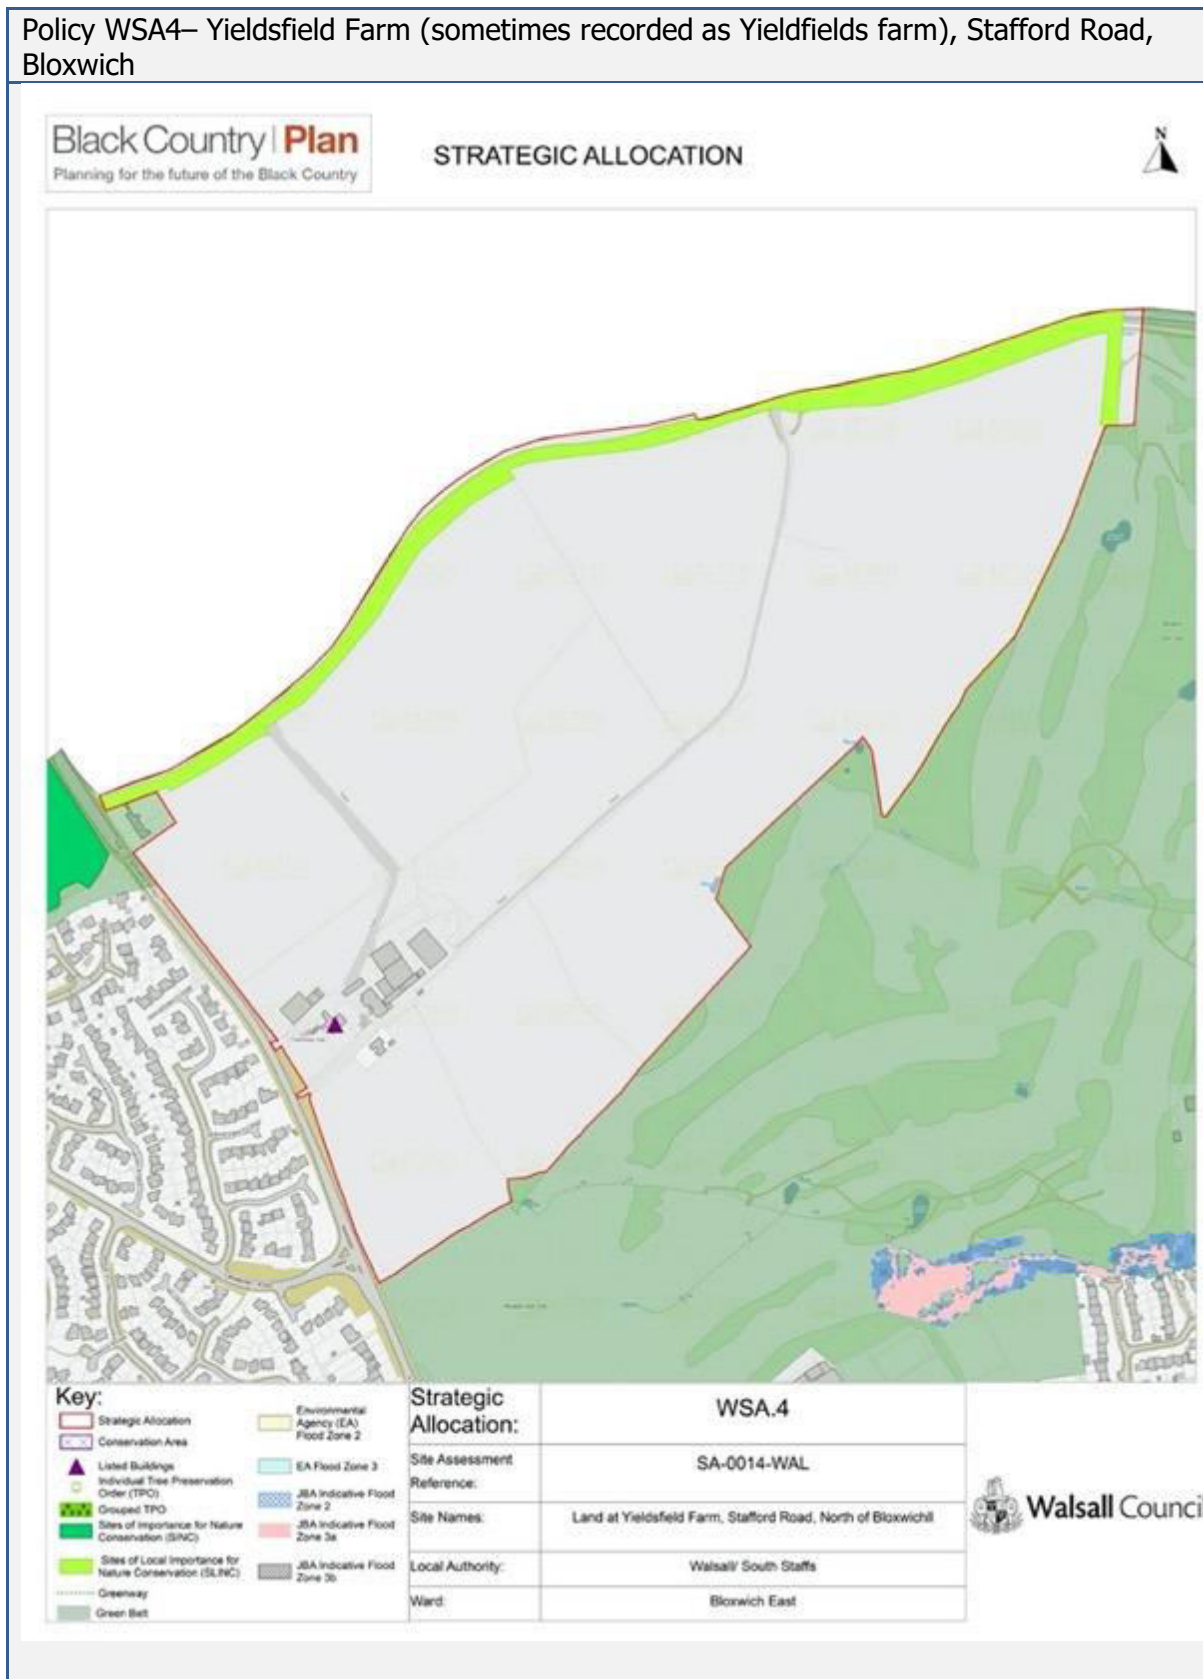 Policy WSA4– Yieldsfield Farm (sometimes recorded as Yieldfields farm), Stafford Road,
Bloxwich
Black Country | Plan
Planning for the future of the Black Country
STRATEGIC ALLOCATION
N
Key:
Strategic Allocation
Conservation Area
Listed Buildings
Individual Tree Preservation
Order (TPO)
Grouped TPO
Sites of Importance for Nature
Conservation (SINC)
Sites of Local Importance for
Nature Conservation (SLINC)
Greenway
Green Belt
Environmental
Agency (EA)
Flood Zone 2
EA Flood Zone 3
JBA Indicative Flood
Zone 2
JBA Indicative Flood
Zone 3a
JBA Indicative Flood
Zone 3b
Strategic
Allocation:
WSA.4
Site Assessment
Reference:
SA-0014-WAL
Site Names:
Land at Yieldsfield Farm, Stafford Road, North of Bloxwichll
Local Authority:
Walsall/ South Staffs
Ward:
Bloxwich East
Walsall Council